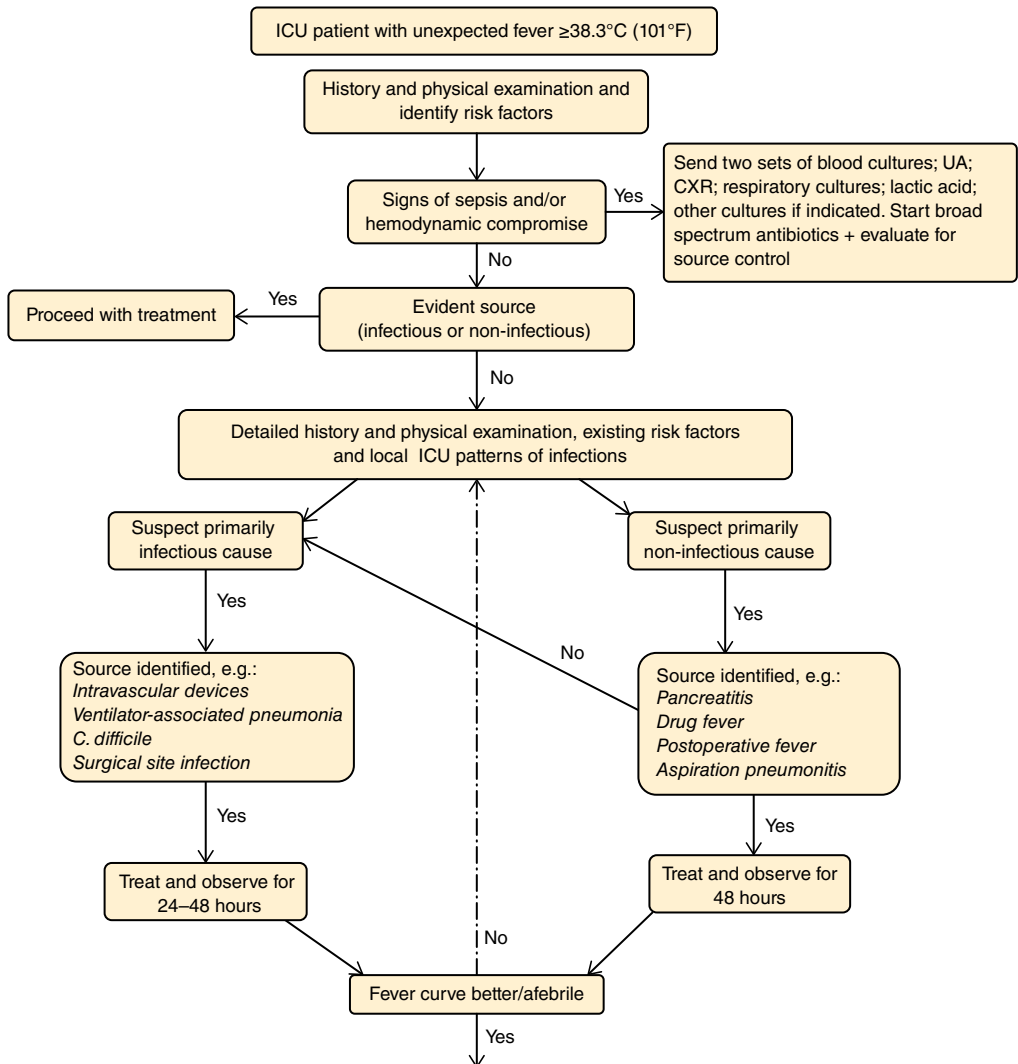 ICU patient with unexpected fever ≥38.3°C (101°F)
History and physical examination and
identify risk factors
Signs of sepsis and/or
hemodynamic compromise
Yes
Send two sets of blood cultures; UA;
CXR; respiratory cultures; lactic acid;
other cultures if indicated. Start broad
spectrum antibiotics + evaluate for
source control
No
Evident source
(infectious or non-infectious)
Yes
Proceed with treatment
No
Detailed history and physical examination, existing risk factors
and local ICU patterns of infections
Suspect primarily
infectious cause
Suspect primarily
non-infectious cause
Yes
Yes
No
Source identified, e.g.:
Intravascular devices
Ventilator-associated pneumonia
C. difficile
Surgical site infection
Source identified, e.g.:
Pancreatitis
Drug fever
Postoperative fever
Aspiration pneumonitis
Yes
Yes
Treat and observe for
24–48 hours
Treat and observe for
48 hours
No
Fever curve better/afebrile
Yes